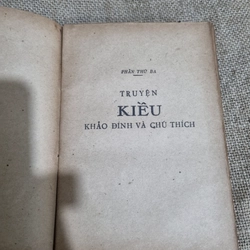 PHẦN THỨ BA
TRUYỆN
KIỀU
KHẢO ĐÍNH VÀ CHÚ THÍCH